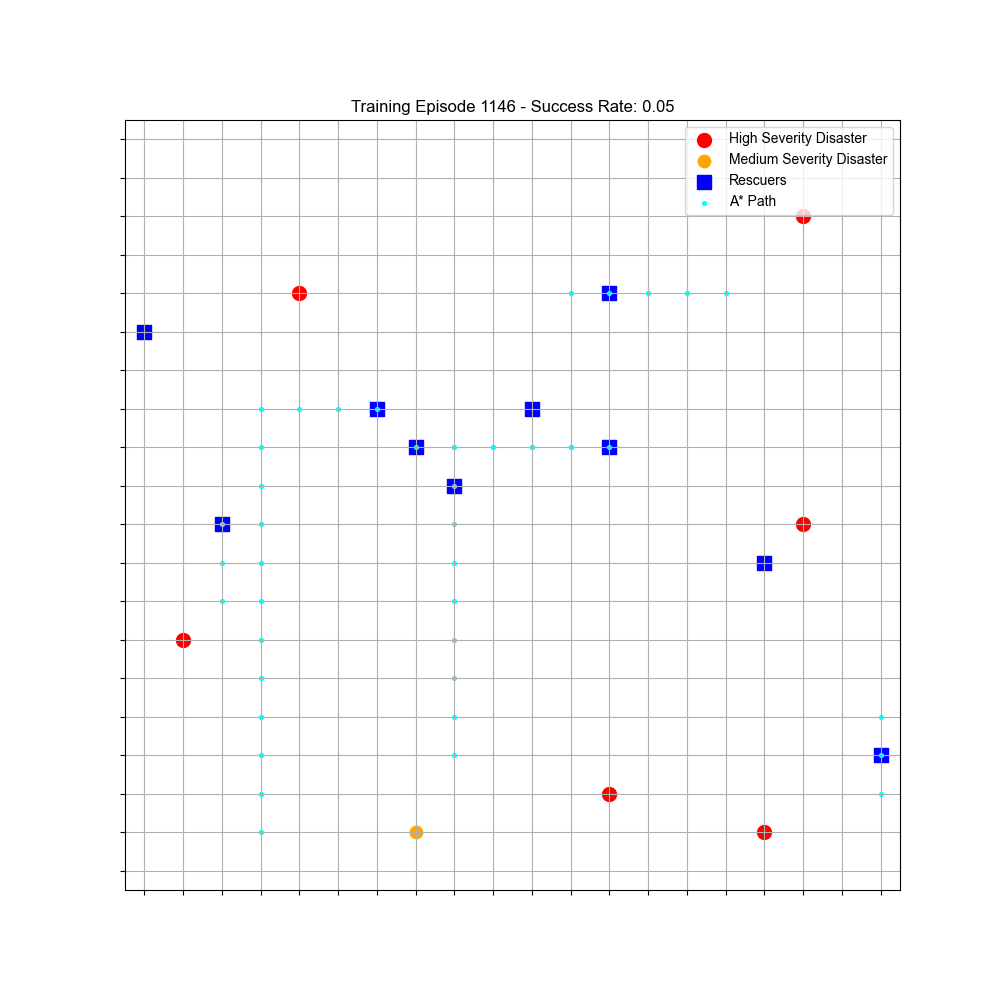 Training Episode 1146 - Success Rate: 0.05
High Severity Disaster
Medium Severity Disaster
Rescuers
A* Path